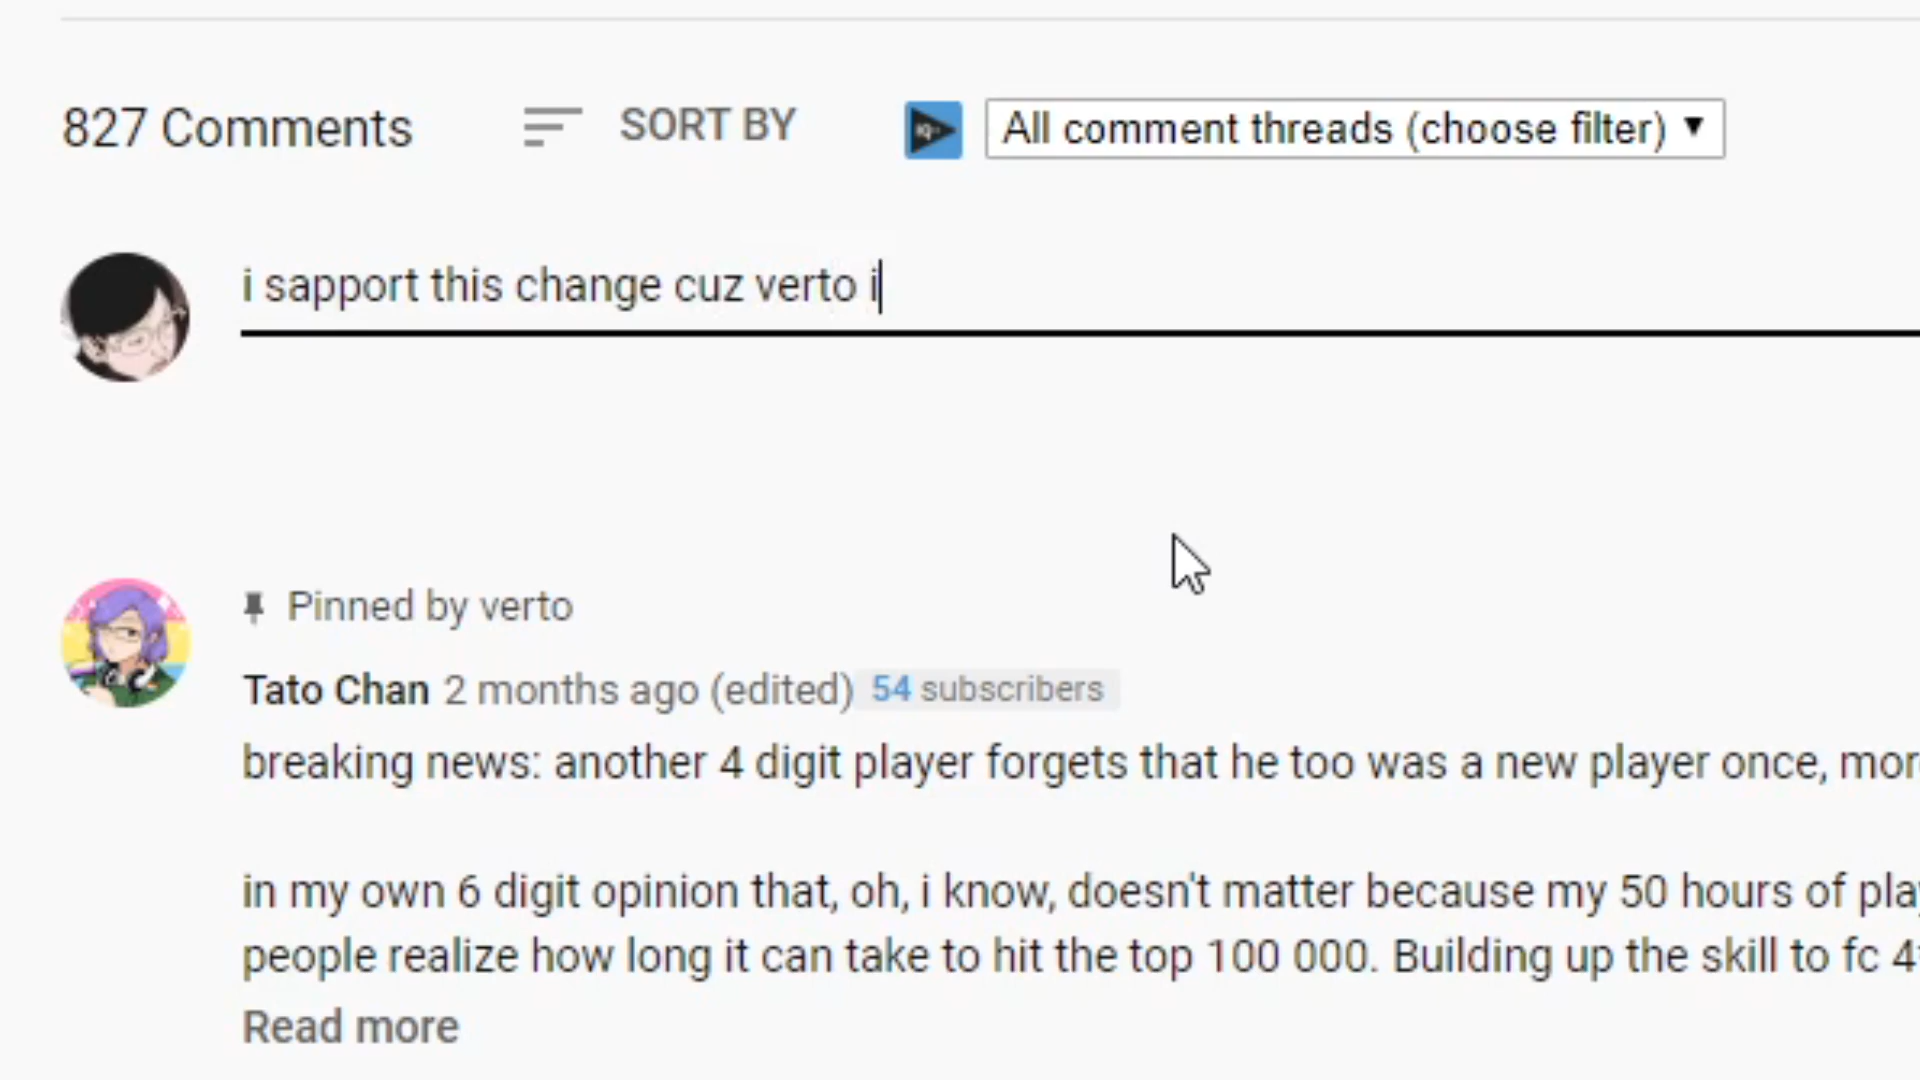 827 Comments SORT BY All comment threads (choose filter)
i sapport this change cuz verto i
Pinned by verto
Tato Chan 2 months ago (edited) 54 subscribers
breaking news: another 4 digit player forgets that he too was a new player once,
in my own 6 digit opinion that, oh, i know, doesn't matter because my 50 hours of
people realize how long it can take to hit the top 100 000. Building up the skill to fc
Read more